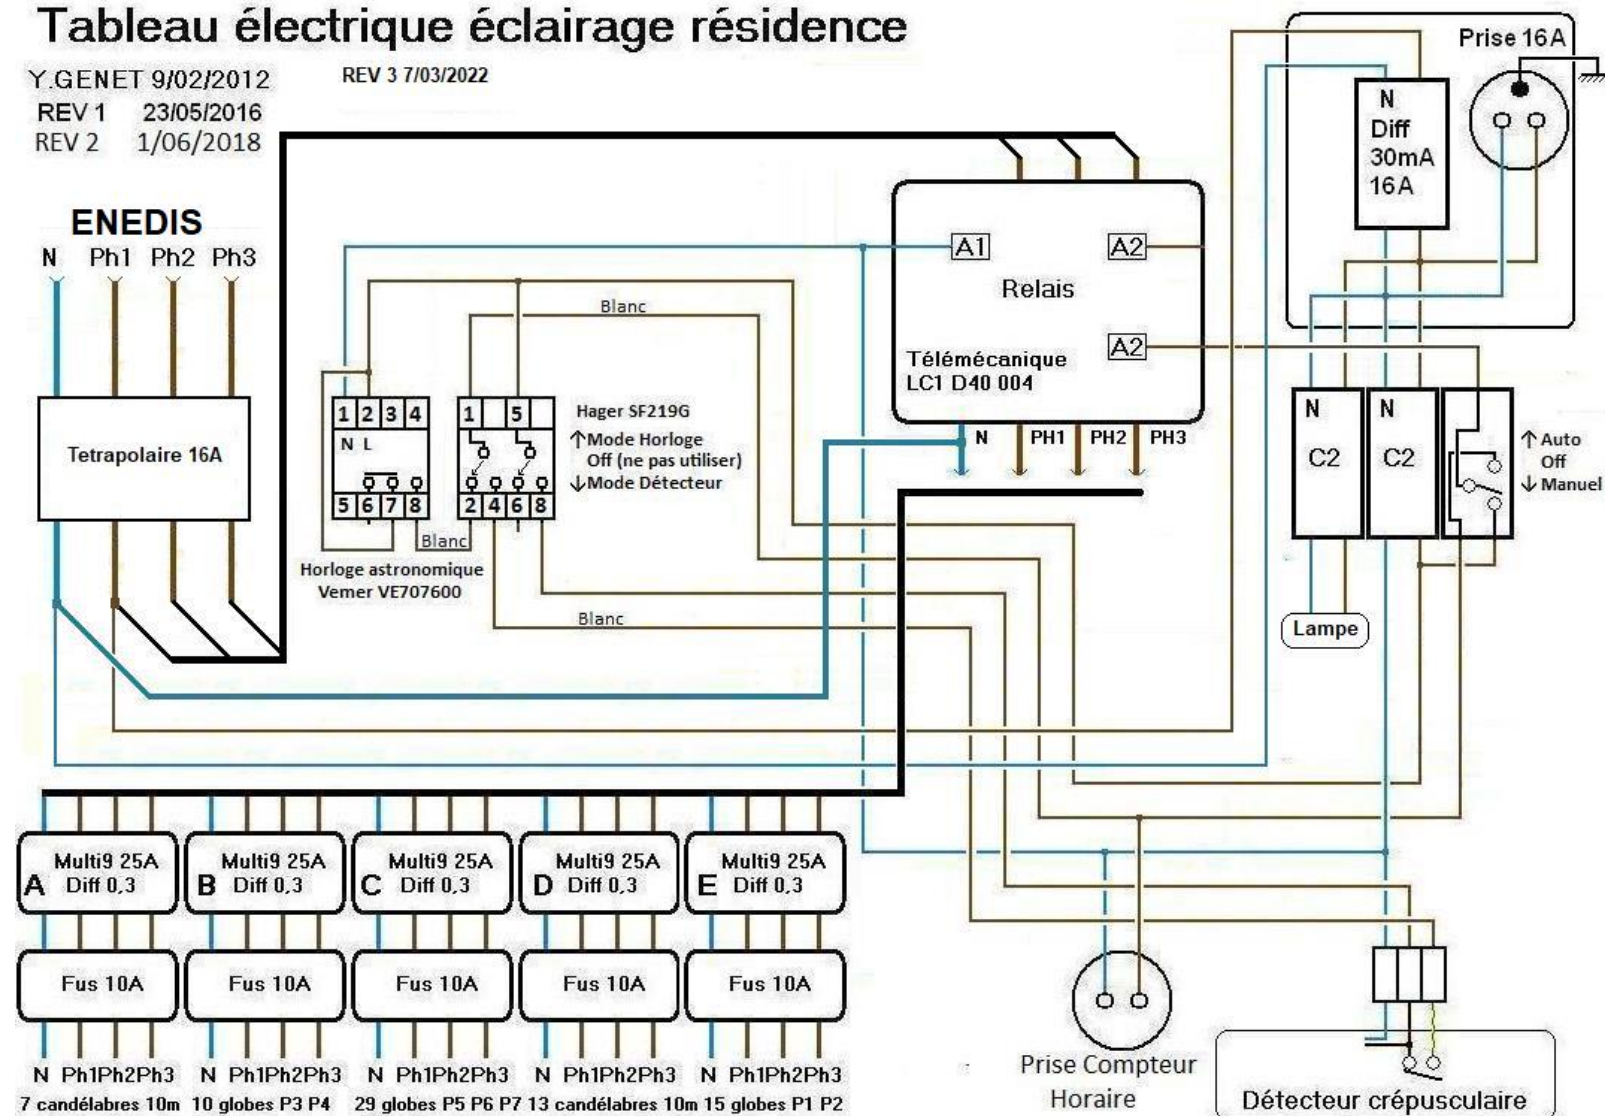 Tableau électrique éclairage résidence
Y.GENET 9/02/2012
REV 3 7/03/2022
REV 1 23/05/2016
REV 2 1/06/2018
ENEDIS
N Ph1 Ph2 Ph3
Tetrapolaire 16A
Prise 16A
N
Diff
30mA
16A
A1
A2
Relais
A2
Télémécanique
LC1 D40 004
N PH1 PH2 PH3
Blanc
1 2 3 4
N L
5 6 7 8
1 5
2 4 6 8
Hager SF219G
↑Mode Horloge
Off (ne pas utiliser)
↓Mode Détecteur
Blanc
Horloge astronomique
Vemer VE707600
Blanc
N
C2
N
C2
↑ Auto
Off
↓ Manuel
Lampe
A Multi9 25A
Diff 0,3
B Multi9 25A
Diff 0,3
C Multi9 25A
Diff 0,3
D Multi9 25A
Diff 0,3
E Multi9 25A
Diff 0,3
Fus 10A
Fus 10A
Fus 10A
Fus 10A
Fus 10A
N Ph1Ph2Ph3
N Ph1Ph2Ph3
N Ph1Ph2Ph3
N Ph1Ph2Ph3
N Ph1Ph2Ph3
7 candélabres 10m
10 globes P3 P4
29 globes P5 P6 P7
13 candélabres 10m
15 globes P1 P2
Prise Compteur
Horaire
Détecteur crépusculaire